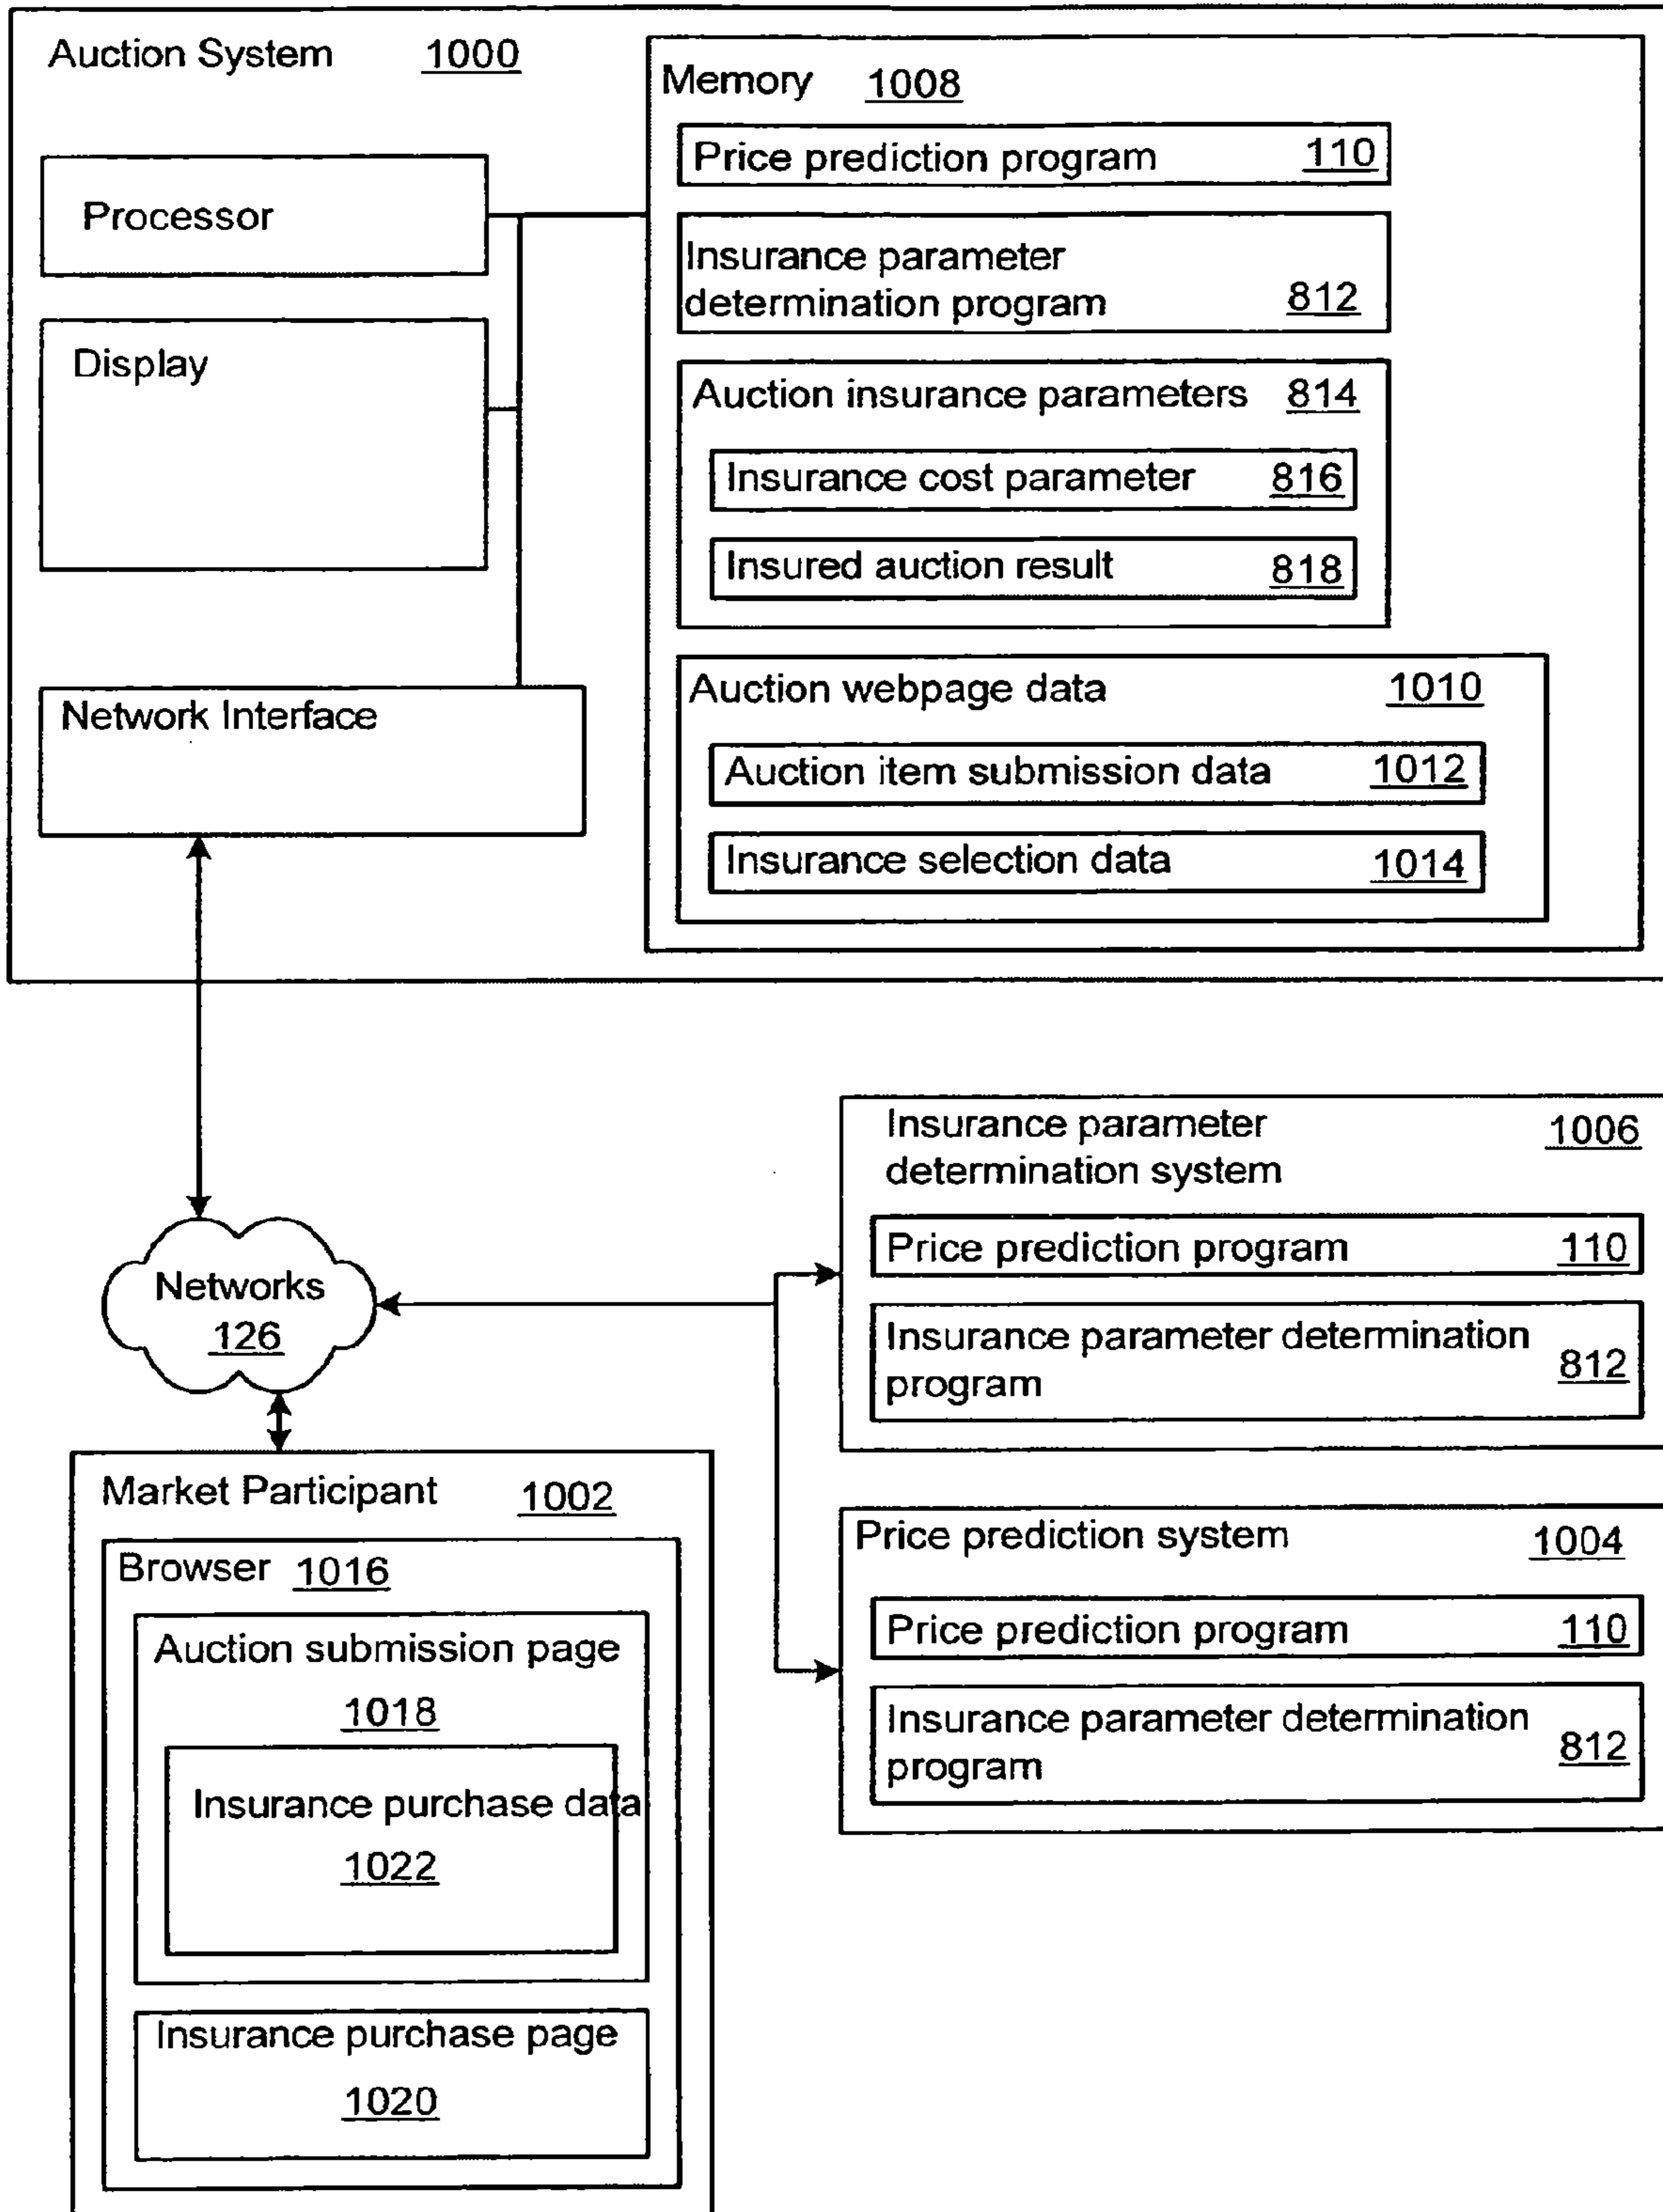 Auction System 1000
Memory 1008
Price prediction program 110
Processor
Insurance parameter
determination program 812
Display
Auction insurance parameters 814
Insurance cost parameter 816
Insured auction result 818
Network Interface
Auction webpage data 1010
Auction item submission data 1012
Insurance selection data 1014
Insurance parameter 1006
determination system
Price prediction program 110
Insurance parameter determination
program 812
Networks
126
Market Participant 1002
Browser 1016
Auction submission page
1018
Insurance purchase data
1022
Insurance purchase page
1020
Price prediction system 1004
Price prediction program 110
Insurance parameter determination
program 812